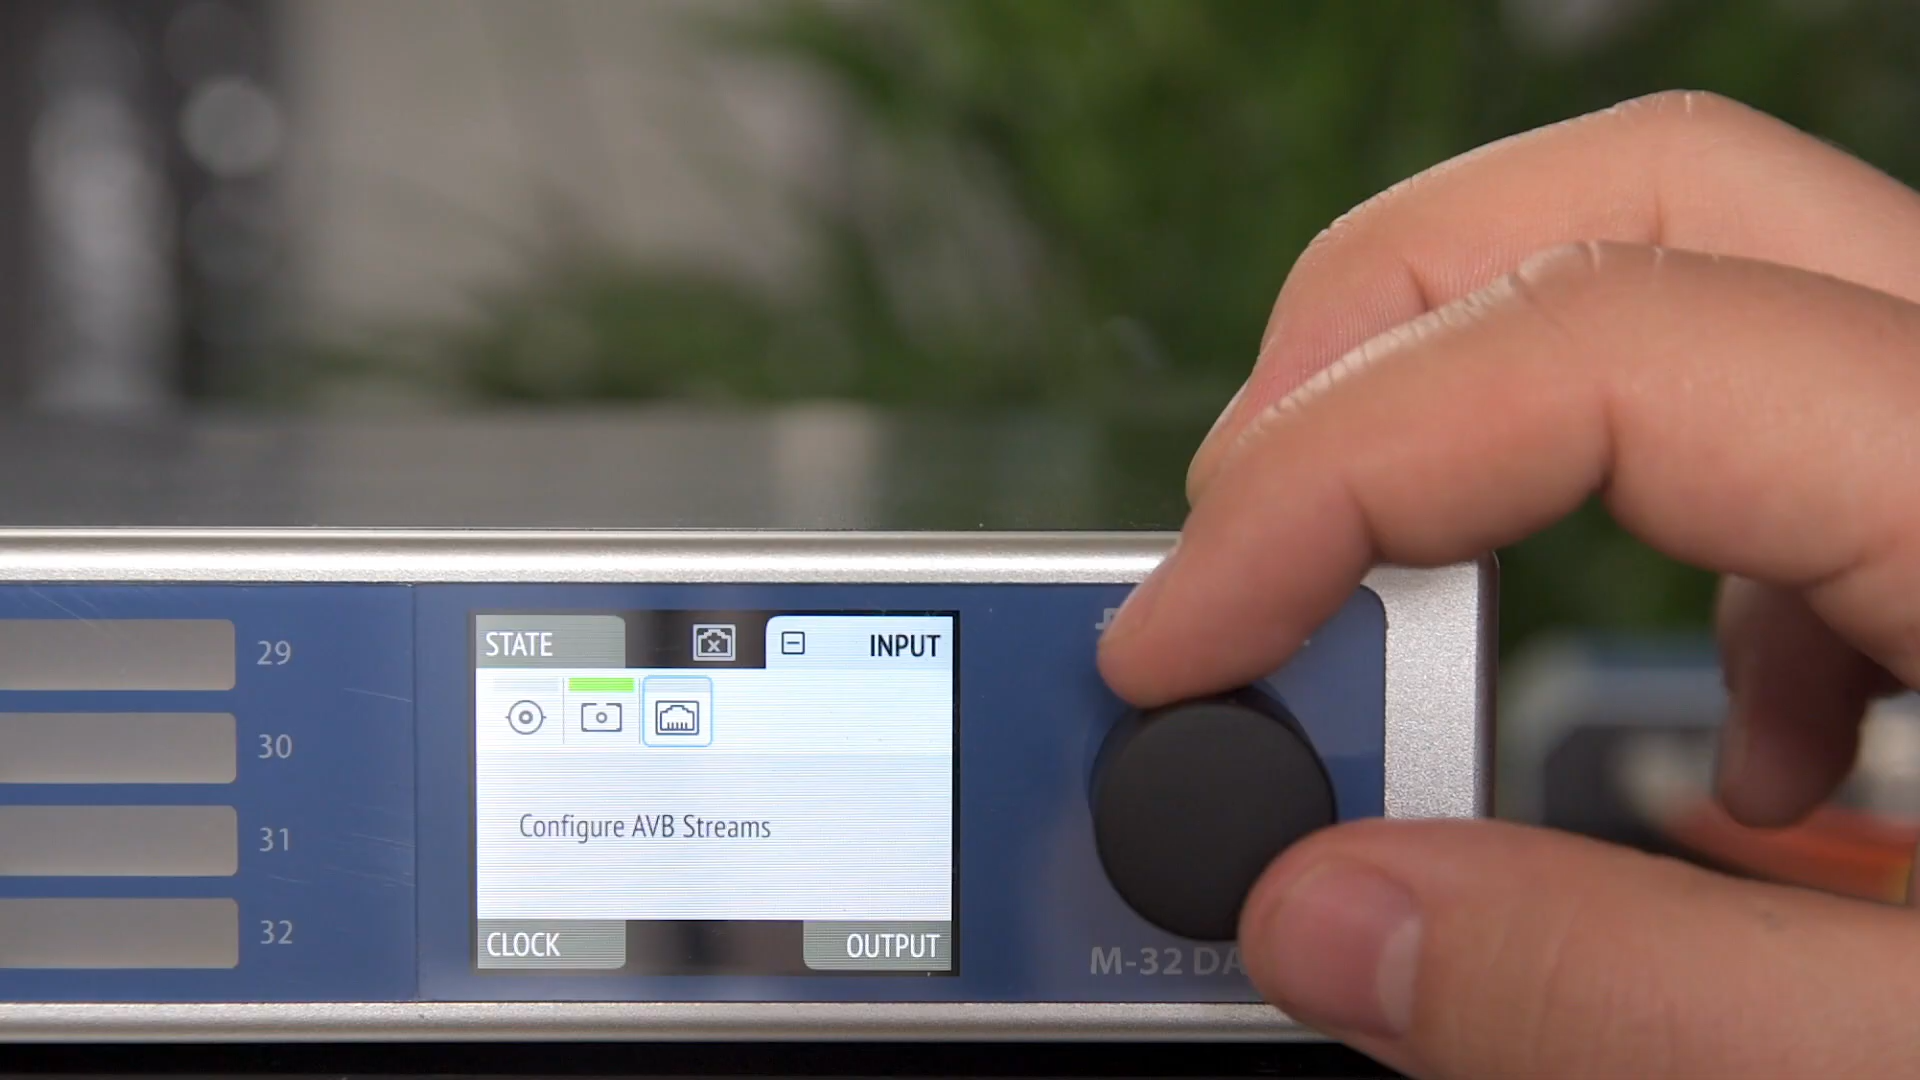 29
30
31
32
STATE
INPUT
Configure AVB Streams
CLOCK
OUTPUT
M-32 DA